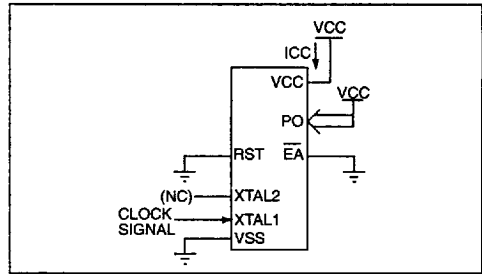 VCC
ICC
VCC
VCC
PO
RST
EA
(NC)
XTAL2
CLOCK
SIGNAL
XTAL1
VSS